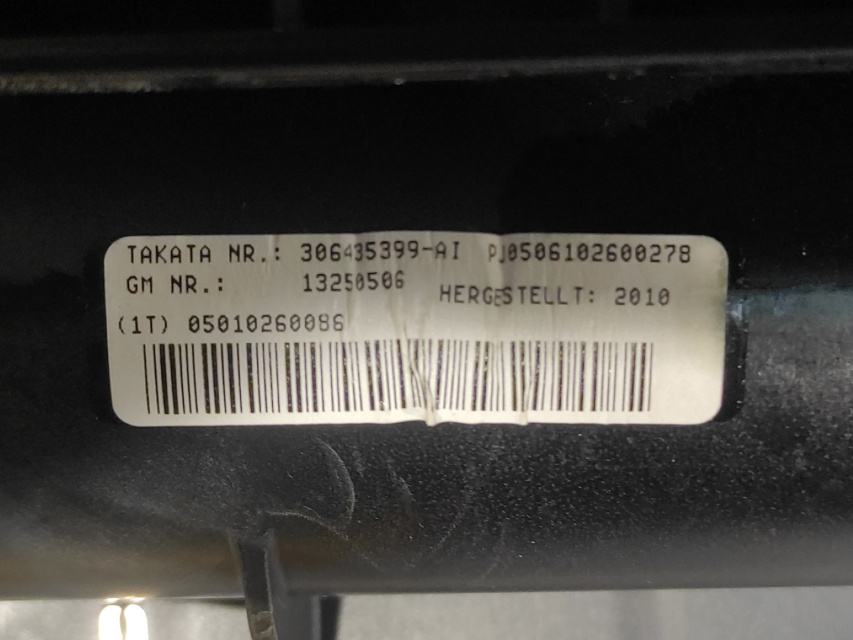 TAKATA NR.: 306435399-AI PJ0506102600278
GM NR.: 13250506 HERGESTELLT: 2010
(1T) 05010260086